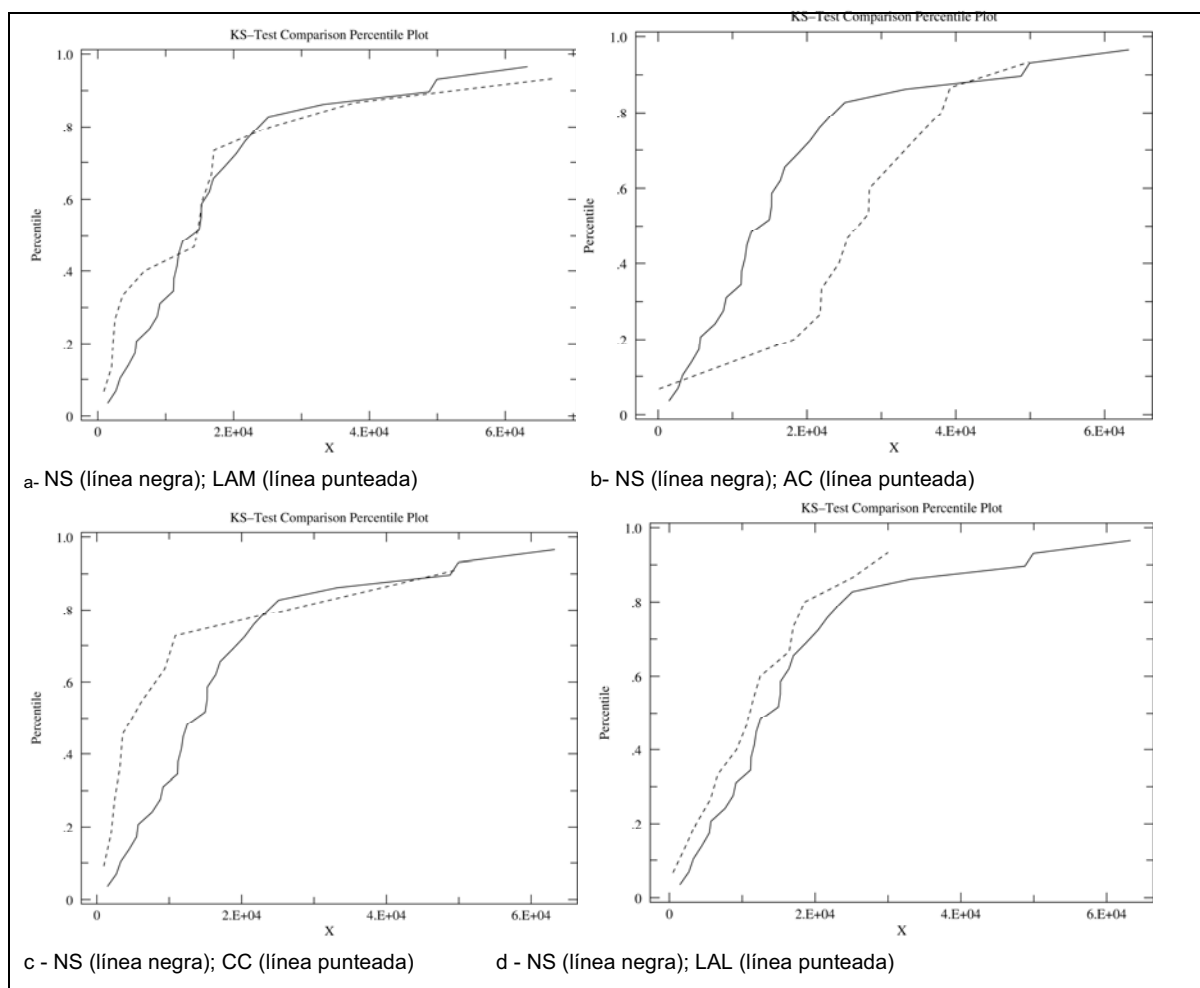 KS–Test Comparison Percentile Plot
1.0
.8
.6
.4
.2
0
Percentile
0
2.E+04
4.E+04
6.E+04
X
a- NS (línea negra); LAM (línea punteada)
KS–Test Comparison Percentile Plot
1.0
.8
.6
.4
.2
0
Percentile
0
2.E+04
4.E+04
6.E+04
X
b- NS (línea negra); AC (línea punteada)
KS–Test Comparison Percentile Plot
1.0
.8
.6
.4
.2
0
Percentile
0
2.E+04
4.E+04
6.E+04
X
c - NS (línea negra); CC (línea punteada)
KS–Test Comparison Percentile Plot
1.0
.8
.6
.4
.2
0
Percentile
0
2.E+04
4.E+04
6.E+04
X
d - NS (línea negra); LAL (línea punteada)